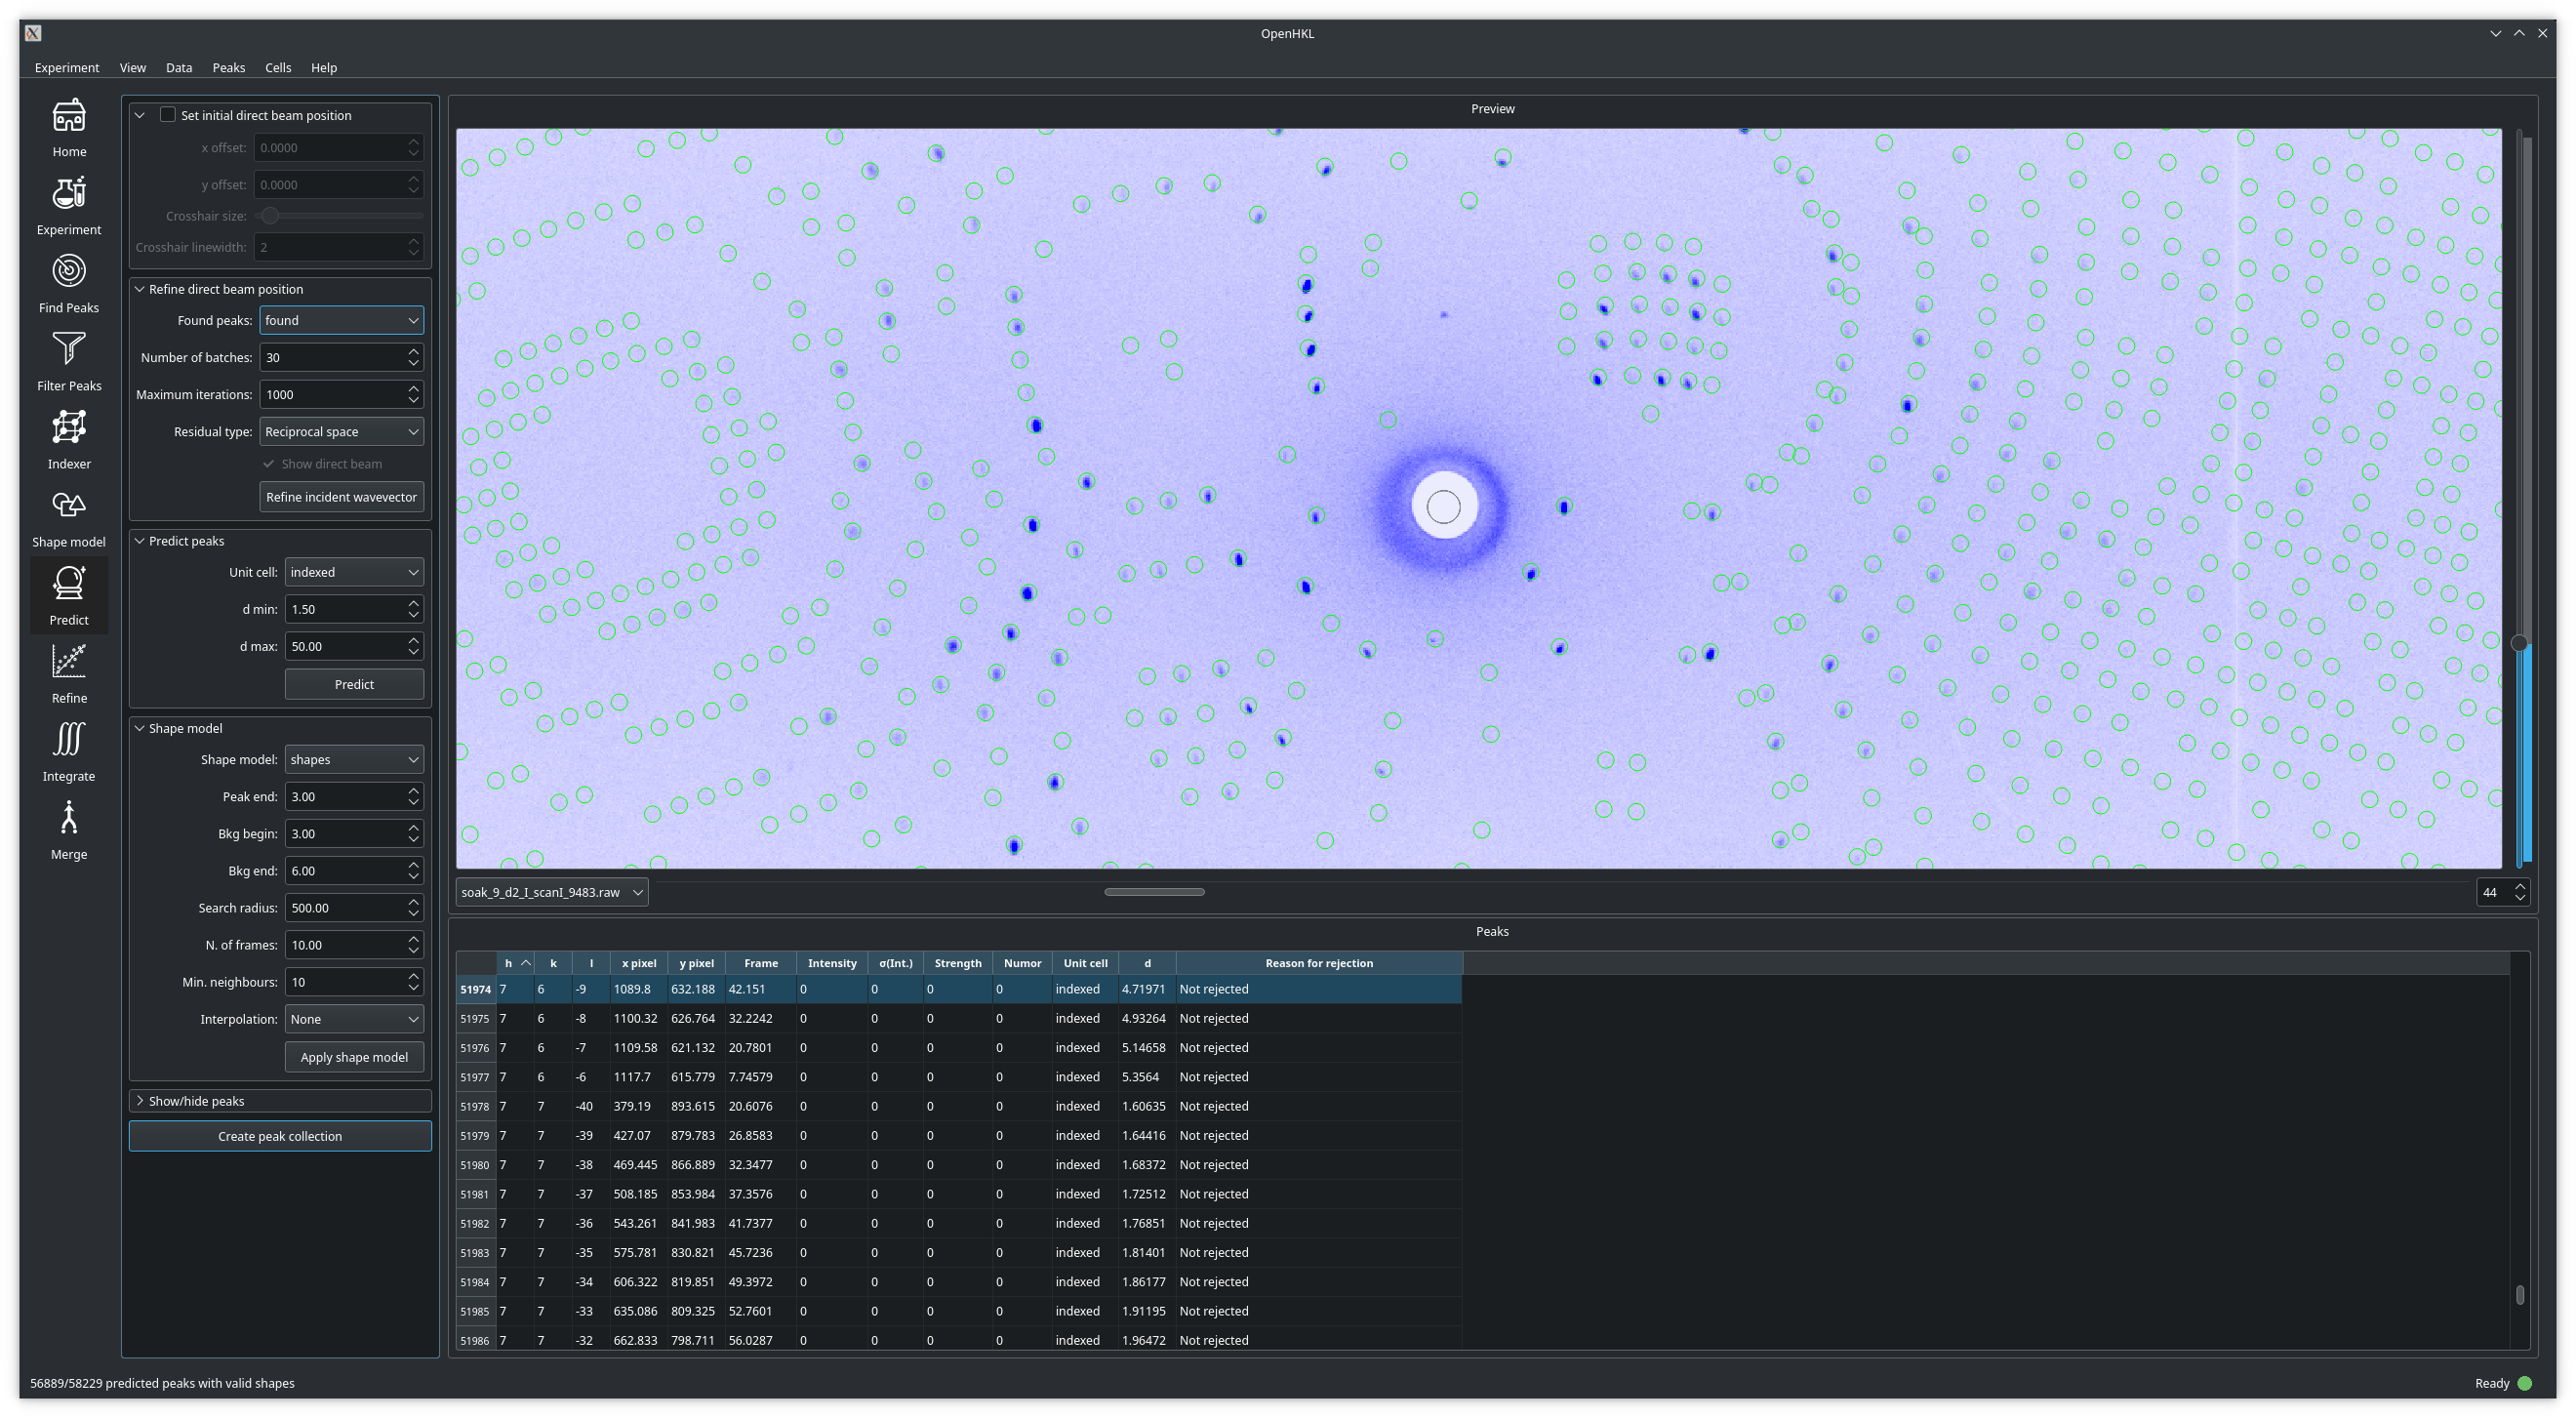 OpenHKL
Experiment View Data Peaks Cells Help
Home
Experiment
Find Peaks
Filter Peaks
Indexer
Shape model
Predict
Refine
Integrate
Merge
Set initial direct beam position
x offset: 0.0000
y offset: 0.0000
Crosshair size:
Crosshair linewidth: 2
Refine direct beam position
Found peaks: found
Number of batches: 30
Maximum iterations: 1000
Residual type: Reciprocal space
Show direct beam
Refine incident wavevector
Predict peaks
Unit cell: indexed
d min: 1.50
d max: 50.00
Predict
Shape model
Shape model: shapes
Peak end: 3.00
Bkg begin: 3.00
Bkg end: 6.00
Search radius: 500.00
N. of frames: 10.00
Min. neighbours: 10
Interpolation: None
Apply shape model
Show/hide peaks
Create peak collection
Preview
soak_9_d2_I_scanI_9483.raw 44
Peaks
h k l x pixel y pixel Frame Intensity σ(Int.) Strength Numor Unit cell d Reason for rejection
51974 7 6 -9 1089.8 632.188 42.151 0 0 0 0 indexed 4.71971 Not rejected
51975 7 6 -8 1100.32 626.764 32.2242 0 0 0 0 indexed 4.93264 Not rejected
51976 7 6 -7 1109.58 621.132 20.7801 0 0 0 0 indexed 5.14658 Not rejected
51977 7 6 -6 1117.7 615.779 7.74579 0 0 0 0 indexed 5.3564 Not rejected
51978 7 7 -40 379.19 893.615 20.6076 0 0 0 0 indexed 1.60635 Not rejected
51979 7 7 -39 427.07 879.783 26.8583 0 0 0 0 indexed 1.64416 Not rejected
51980 7 7 -38 469.445 866.889 32.3477 0 0 0 0 indexed 1.68372 Not rejected
51981 7 7 -37 508.185 853.984 37.3576 0 0 0 0 indexed 1.72512 Not rejected
51982 7 7 -36 543.261 841.983 41.7377 0 0 0 0 indexed 1.76851 Not rejected
51983 7 7 -35 575.781 830.821 45.7236 0 0 0 0 indexed 1.81401 Not rejected
51984 7 7 -34 606.322 819.851 49.3972 0 0 0 0 indexed 1.86177 Not rejected
51985 7 7 -33 635.086 809.325 52.7601 0 0 0 0 indexed 1.91195 Not rejected
51986 7 7 -32 662.833 798.711 56.0287 0 0 0 0 indexed 1.96472 Not rejected
56889/58229 predicted peaks with valid shapes
Ready